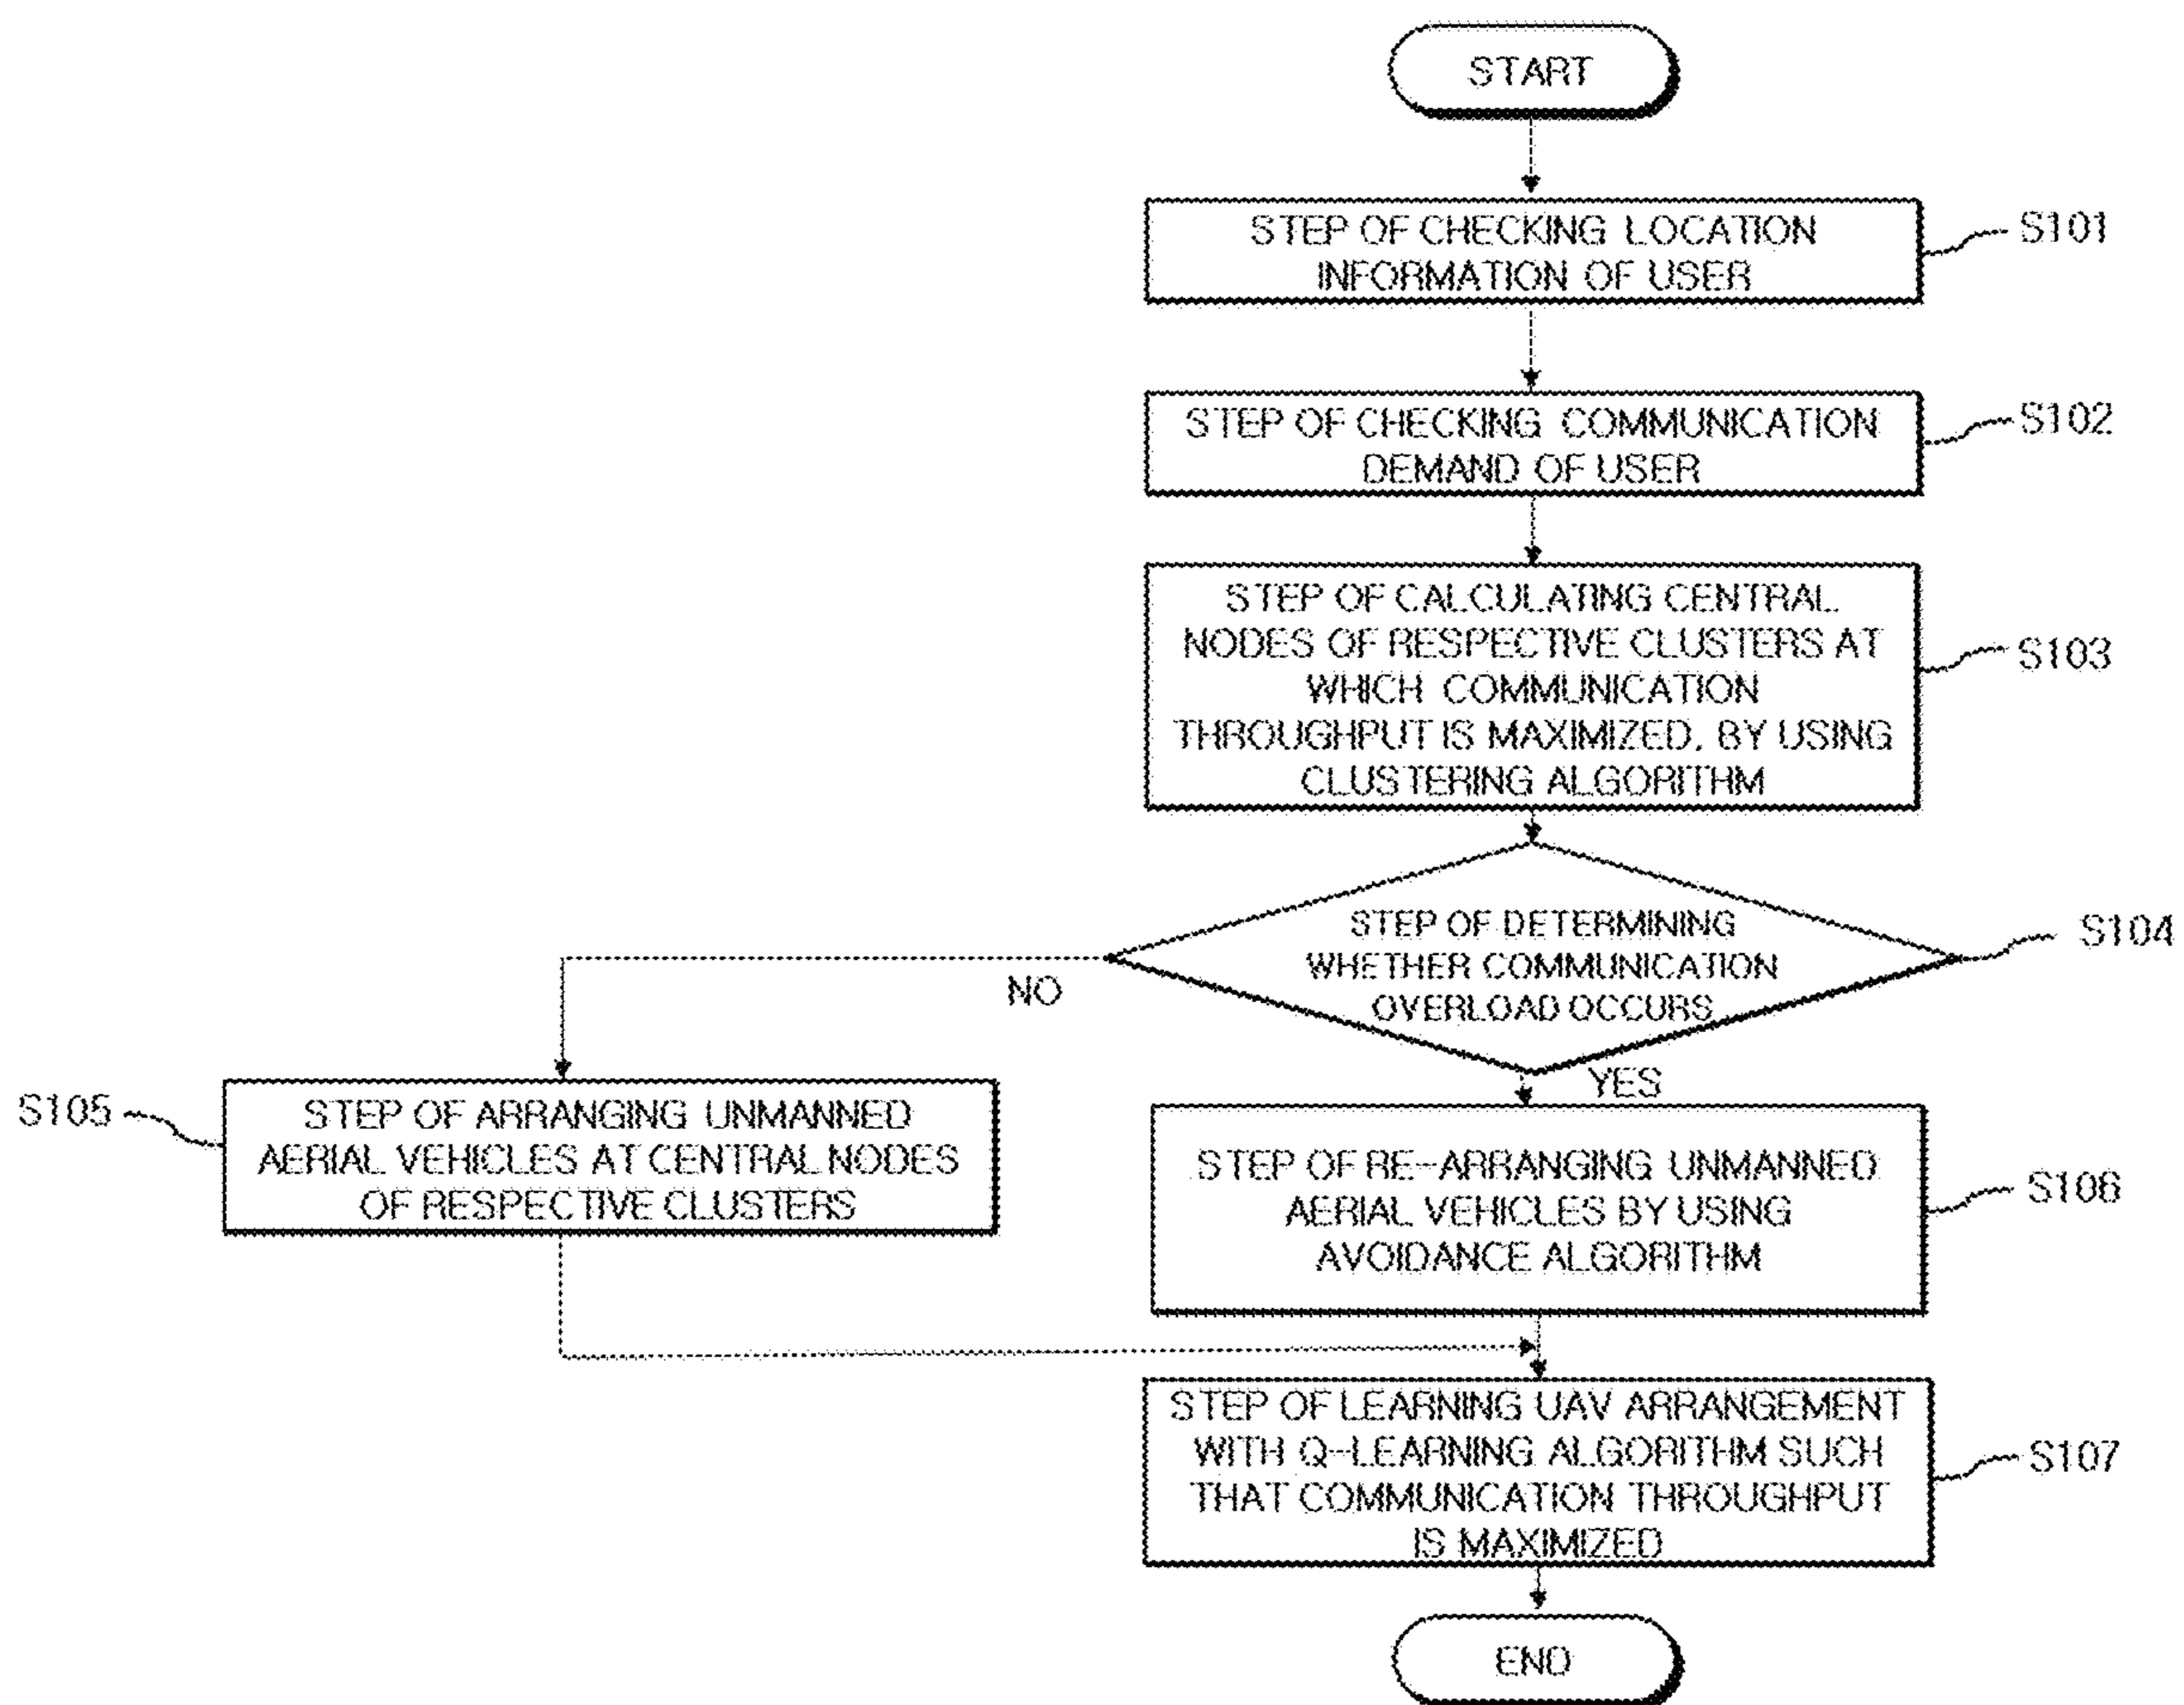 START
STEP OF CHECKING LOCATION
INFORMATION OF USER
S101
STEP OF CHECKING COMMUNICATION
DEMAND OF USER
S102
STEP OF CALCULATING CENTRAL
NODES OF RESPECTIVE CLUSTERS AT
WHICH COMMUNICATION
THROUGHPUT IS MAXIMIZED, BY USING
CLUSTERING ALGORITHM
S103
STEP OF DETERMINING
WHETHER COMMUNICATION
OVERLOAD OCCURS
S104
NO
YES
S105
STEP OF ARRANGING UNMANNED
AERIAL VEHICLES AT CENTRAL NODES
OF RESPECTIVE CLUSTERS
STEP OF RE-ARRANGING UNMANNED
AERIAL VEHICLES BY USING
AVOIDANCE ALGORITHM
S106
STEP OF LEARNING UAV ARRANGEMENT
WITH Q-LEARNING ALGORITHM SUCH
THAT COMMUNICATION THROUGHPUT
IS MAXIMIZED
S107
END